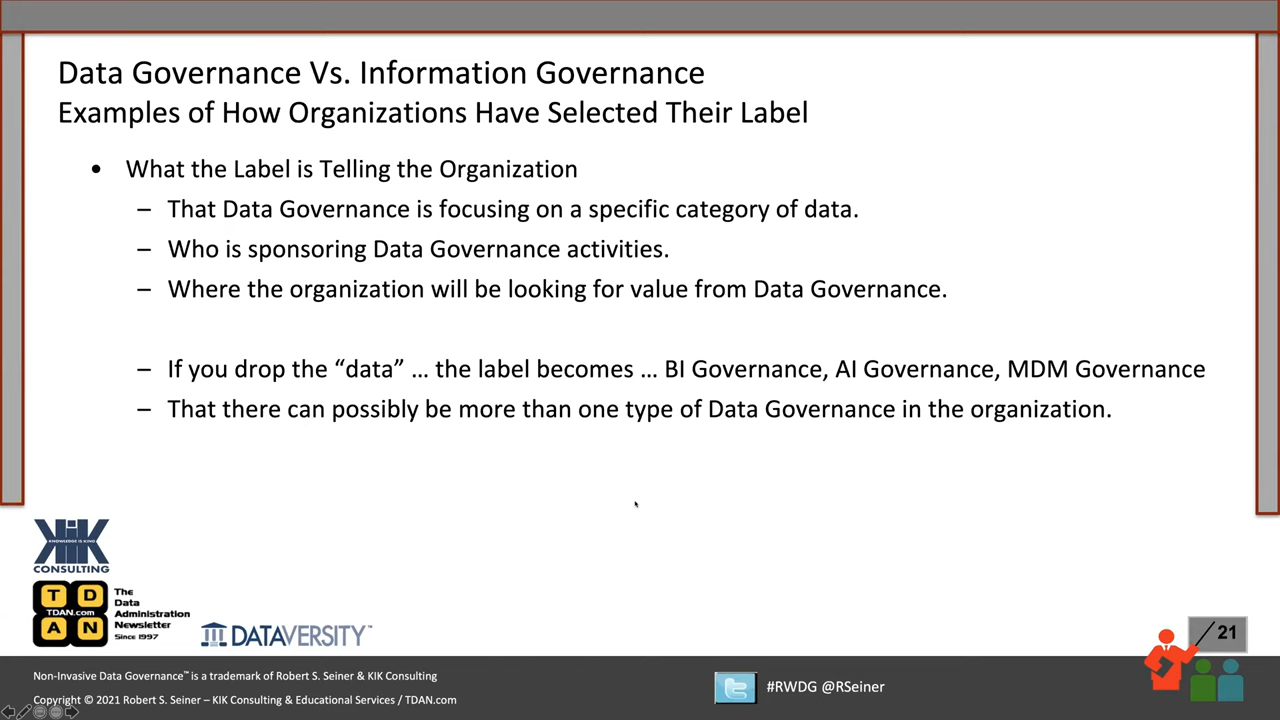 Data Governance Vs. Information Governance
Examples of How Organizations Have Selected Their Label
• What the Label is Telling the Organization
– That Data Governance is focusing on a specific category of data.
– Who is sponsoring Data Governance activities.
– Where the organization will be looking for value from Data Governance.
– If you drop the “data” … the label becomes … BI Governance, AI Governance, MDM Governance
– That there can possibly be more than one type of Data Governance in the organization.
KIK
KNOWLEDGE IS KING
CONSULTING
T D
TDAN.com
A N
The
Data
Administration
Newsletter
Since 1997
DATAVERSITY™
21
Non-Invasive Data Governance™ is a trademark of Robert S. Seiner & KIK Consulting
Copyright © 2021 Robert S. Seiner – KIK Consulting & Educational Services / TDAN.com
#RWDG @RSeiner